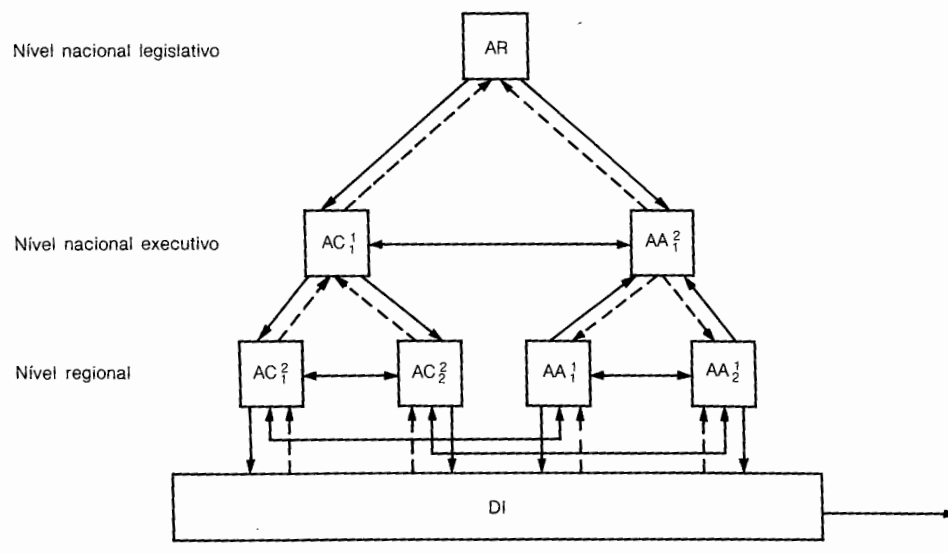 Nível nacional legislativo
AR
Nível nacional executivo
AC 1 1
AA 2 1
Nível regional
AC 2 1
AC 2 2
AA 1 1
AA 1 2
DI